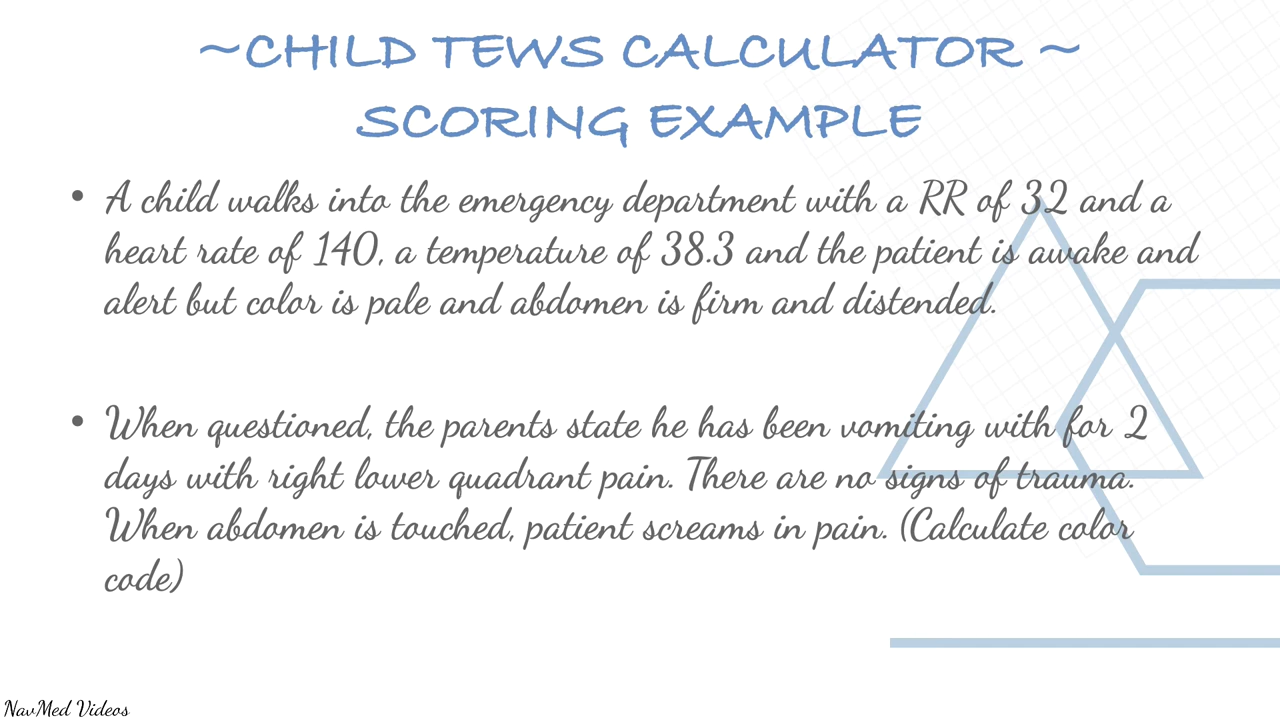 ~CHILD TEWS CALCULATOR ~
SCORING EXAMPLE
• A child walks into the emergency department with a RR of 32 and a
heart rate of 140, a temperature of 38.3 and the patient is awake and
alert but color is pale and abdomen is firm and distended.
• When questioned, the parents state he has been vomiting with for 2
days with right lower quadrant pain. There are no signs of trauma.
When abdomen is touched, patient screams in pain. (Calculate color
code)
NavMed Videos